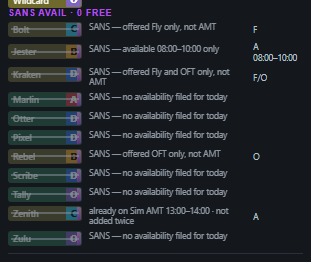 Wildcard
SANS AVAIL · 0 FREE
Bolt C SANS — offered Fly only, not AMT F
Jester B SANS — available 08:00–10:00 only A
08:00–10:00
Kraken D SANS — offered Fly and OFT only, not
AMT F/O
Marlin A SANS — no availability filed for today
Otter D SANS — no availability filed for today
Pixel D SANS — no availability filed for today
Rebel B SANS — offered OFT only, not AMT O
Scribe D SANS — no availability filed for today
Tally O SANS — no availability filed for today
Zenith C already on Sim AMT 13:00–14:00 · not
added twice A
Zulu O SANS — no availability filed for today